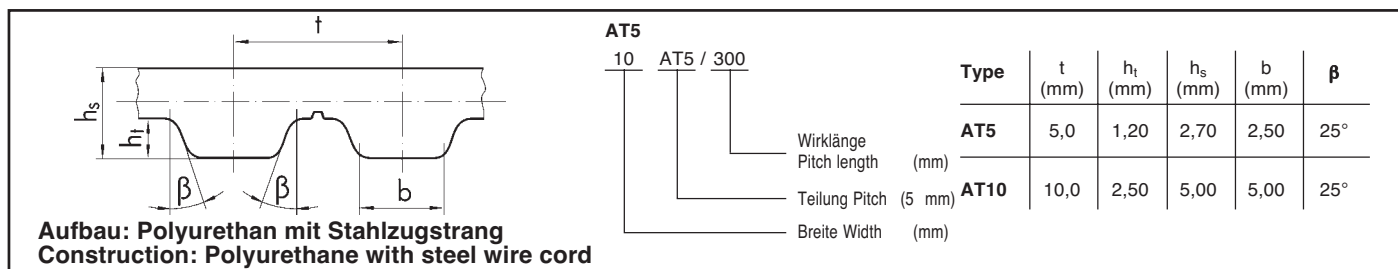 t
hₛ
hₜ
β
β
b
Aufbau: Polyurethan mit Stahlzugstrang
Construction: Polyurethane with steel wire cord
AT5
10 AT5 / 300
Wirklänge
Pitch length (mm)
Teilung Pitch (5 mm)
Breite Width (mm)
Type t (mm) hₜ (mm) hₛ (mm) b (mm) β
AT5 5,0 1,20 2,70 2,50 25°
AT10 10,0 2,50 5,00 5,00 25°